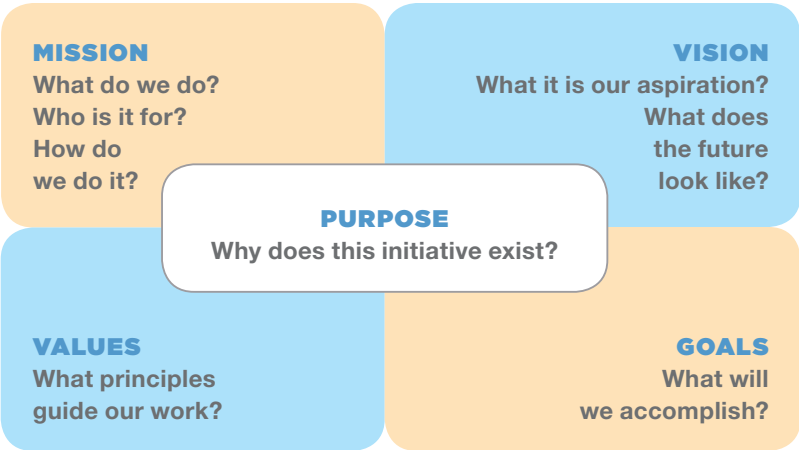 MISSION
What do we do?
Who is it for?
How do
we do it?
VISION
What it is our aspiration?
What does
the future
look like?
PURPOSE
Why does this initiative exist?
VALUES
What principles
guide our work?
GOALS
What will
we accomplish?